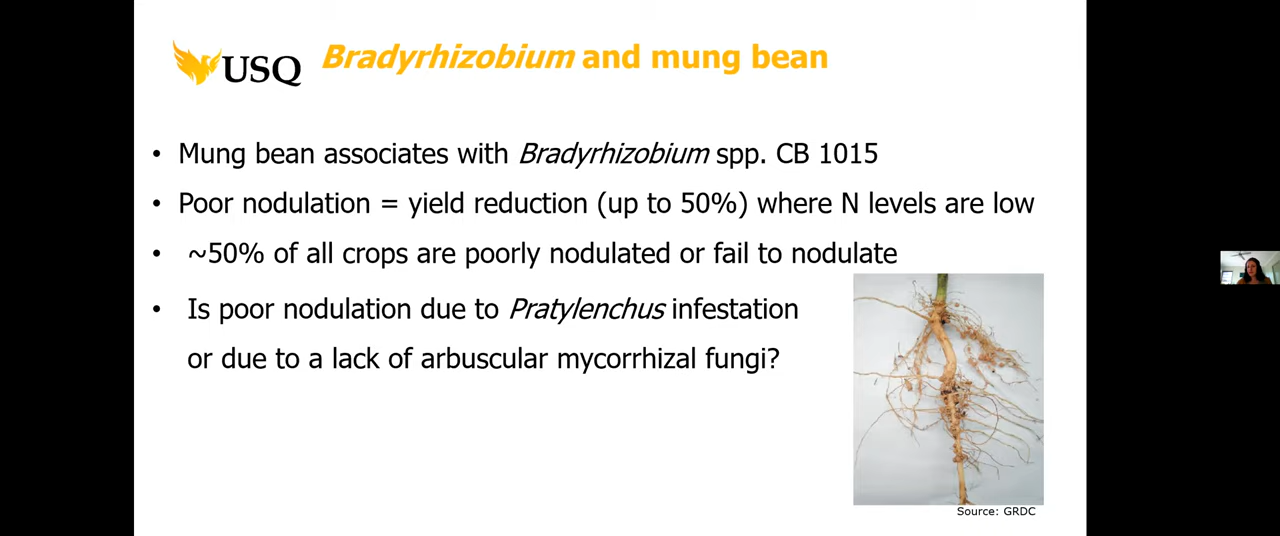 USQ
Bradyrhizobium and mung bean
• Mung bean associates with Bradyrhizobium spp. CB 1015
• Poor nodulation = yield reduction (up to 50%) where N levels are low
• ~50% of all crops are poorly nodulated or fail to nodulate
• Is poor nodulation due to Pratylenchus infestation
or due to a lack of arbuscular mycorrhizal fungi?
Source: GRDC